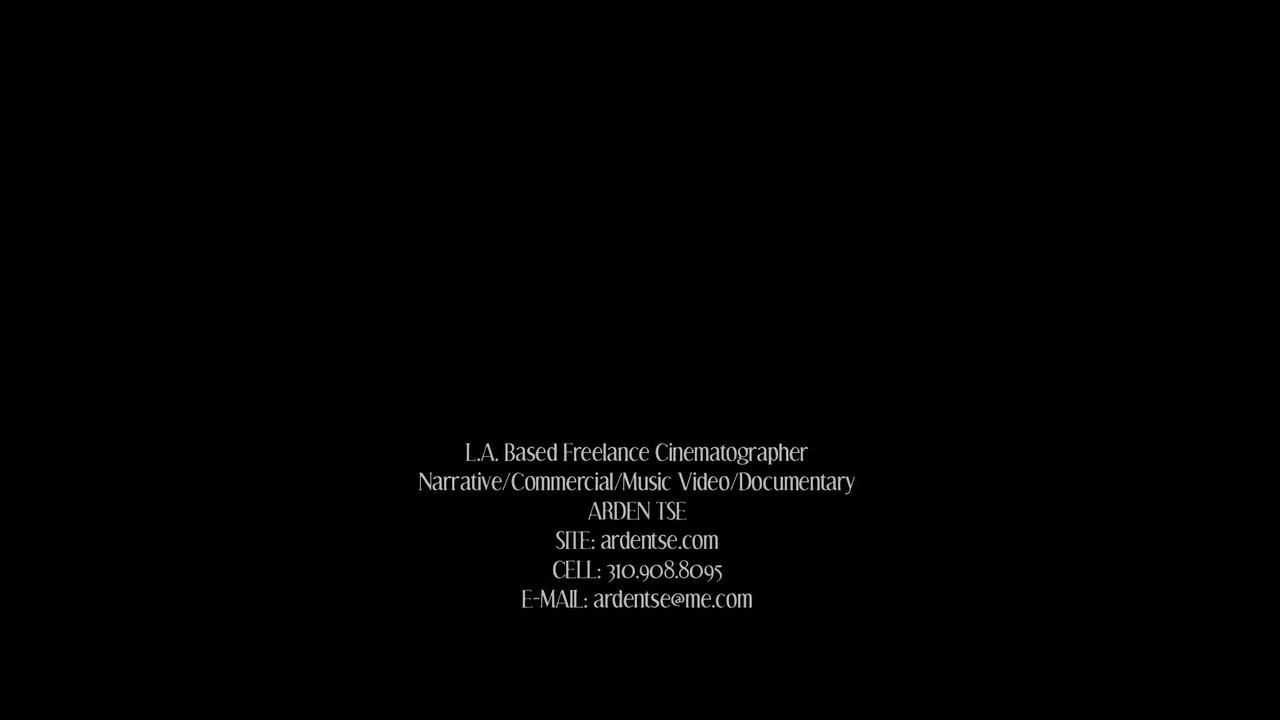 L.A. Based Freelance Cinematographer
Narrative/Commercial/Music Video/Documentary
ARDEN TSE
SITE: ardentse.com
CELL: 310.908.8095
E-MAIL: ardentse@me.com